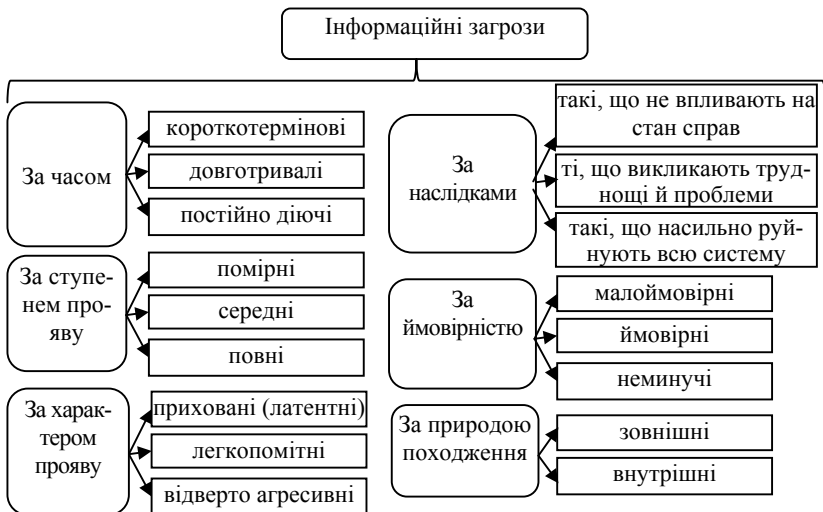 Інформаційні загрози
За часом
короткотермінові
довготривалі
постійно діючі
За ступе-
нем про-
яву
помірні
середні
повні
За харак-
тером
прояву
приховані (латентні)
легкопомітні
відверто агресивні
За
наслідками
такі, що не впливають на
стан справ
ті, що викликають труд-
нощі й проблеми
такі, що насильно руй-
нують всю систему
За
ймовірністю
малоймовірні
ймовірні
неминучі
За природою
походження
зовнішні
внутрішні